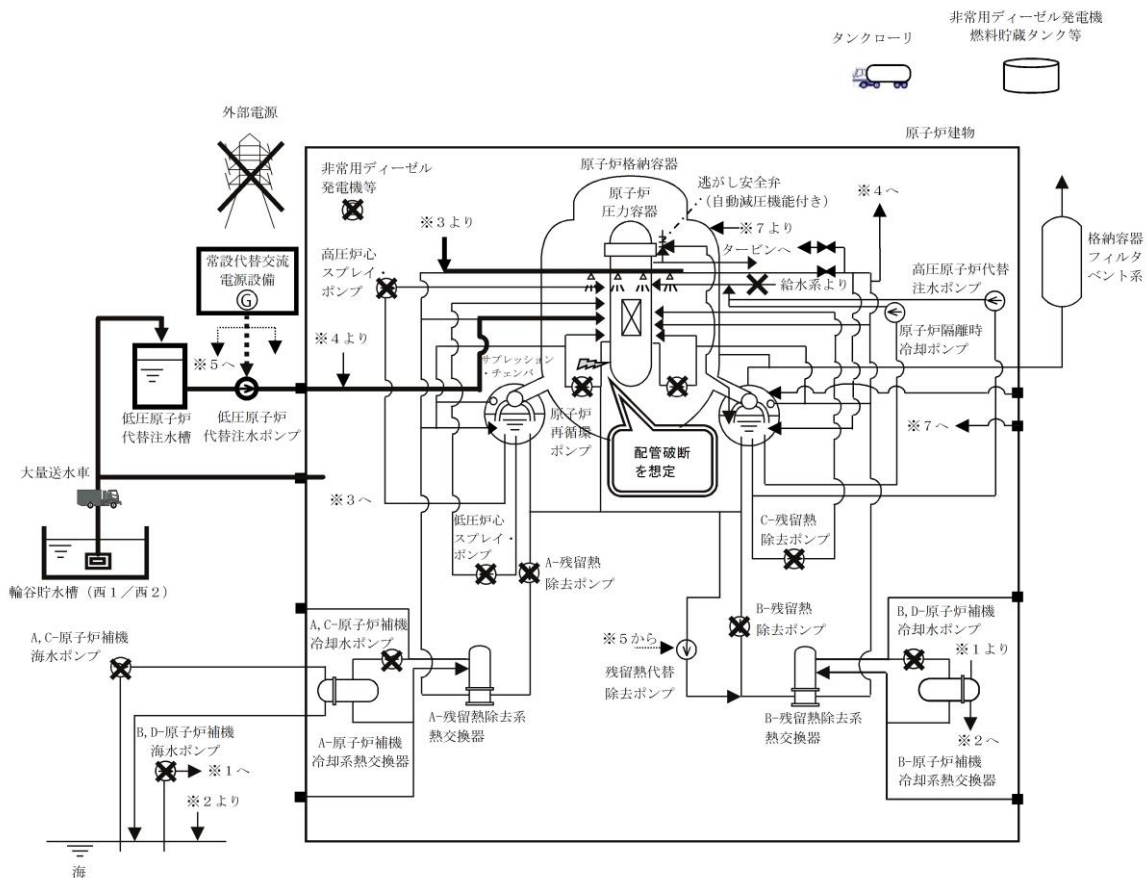 非常用ディーゼル発電機
燃料貯蔵タンク等
タンクローリ
外部電源
原子炉建物
非常用ディーゼル
発電機等
原子炉格納容器
原子炉
圧力容器
逃がし安全弁
(自動減圧機能付き)
※3より
※4へ
※7より
タービンへ
常設代替交流
電源設備
G
高圧炉心
スプレイ・
ポンプ
給水系より
高圧原子炉代替
注水ポンプ
格納容器
フィルタ
ベント系
原子炉隔離時
冷却ポンプ
※5へ
※4より
サプレッション
・チェンバ
低圧原子炉
代替注水槽
低圧原子炉
代替注水ポンプ
原子炉
再循環
ポンプ
配管破断
を想定
※7へ
大量送水車
※3へ
低圧炉心
スプレイ・
ポンプ
C-残留熱
除去ポンプ
A-残留熱
除去ポンプ
輪谷貯水槽(西1/西2)
A,C-原子炉補機
海水ポンプ
A,C-原子炉補機
冷却水ポンプ
※5から
残留熱代替
除去ポンプ
B-残留熱
除去ポンプ
B,D-原子炉補機
冷却水ポンプ
※1より
B,D-原子炉補機
海水ポンプ
※1へ
A-原子炉補機
冷却系熱交換器
A-残留熱除去系
熱交換器
B-残留熱除去系
熱交換器
※2へ
B-原子炉補機
冷却系熱交換器
※2より
海